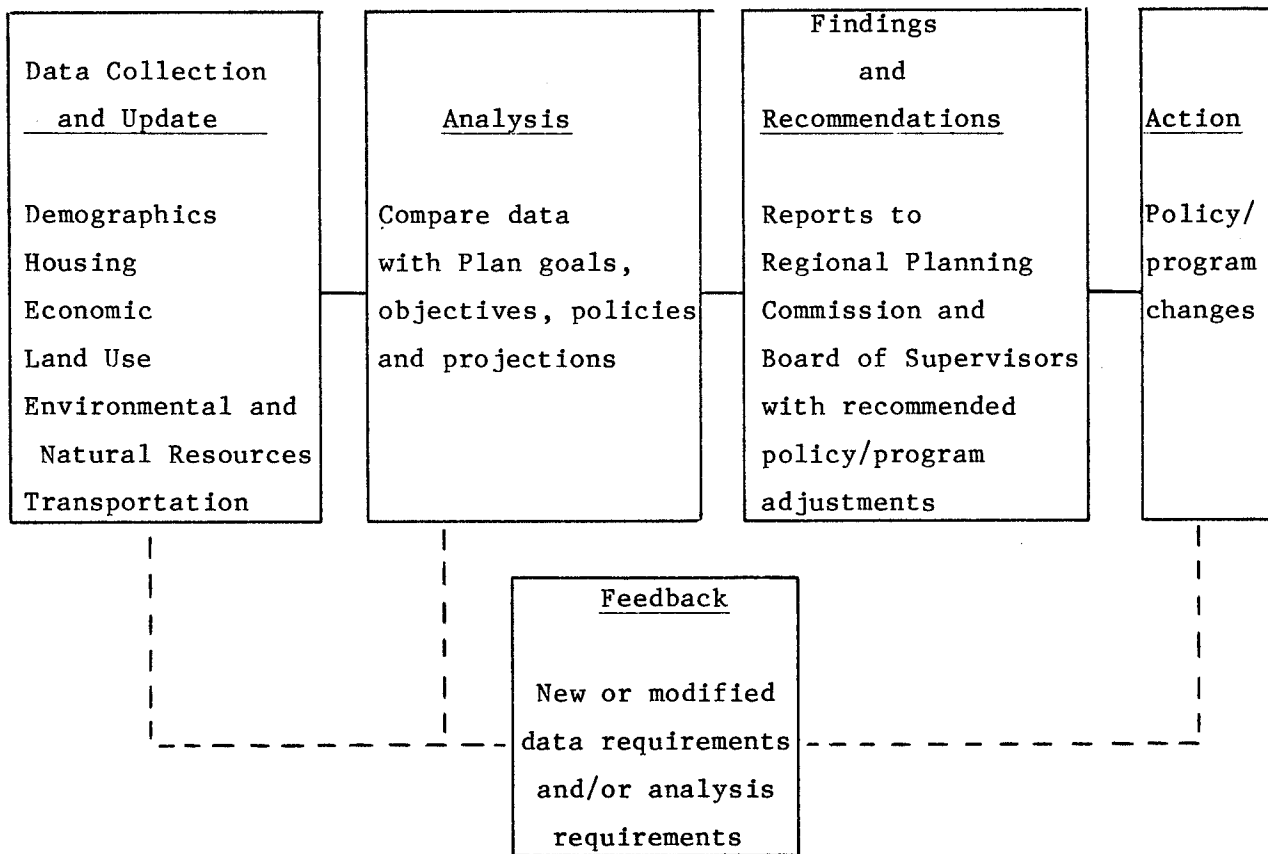 Data Collection
and Update
Demographics
Housing
Economic
Land Use
Environmental and
Natural Resources
Transportation
Analysis
Compare data
with Plan goals,
objectives, policies
and projections
Findings
and
Recommendations
Reports to
Regional Planning
Commission and
Board of Supervisors
with recommended
policy/program
adjustments
Action
Policy/
program
changes
Feedback
New or modified
data requirements
and/or analysis
requirements